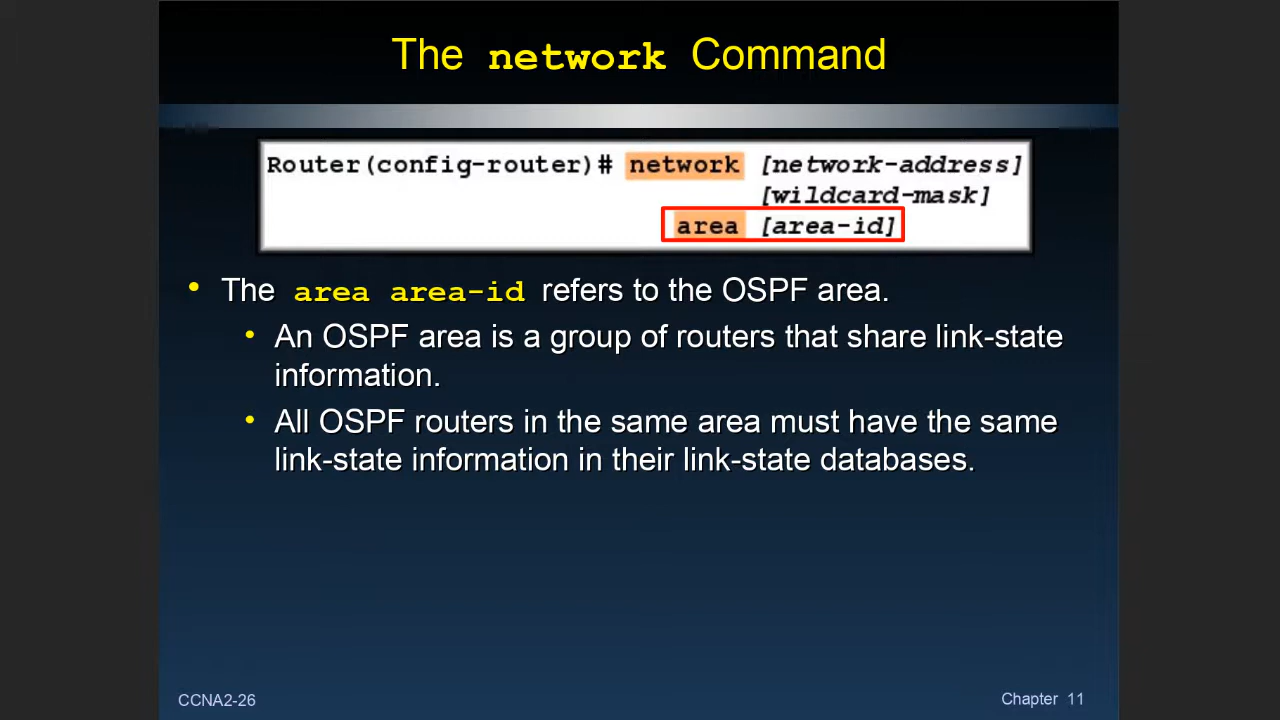 The network Command
Router(config-router)# network [network-address]
[wildcard-mask]
area [area-id]
• The area area-id refers to the OSPF area.
• An OSPF area is a group of routers that share link-state
information.
• All OSPF routers in the same area must have the same
link-state information in their link-state databases.
CCNA2-26
Chapter 11